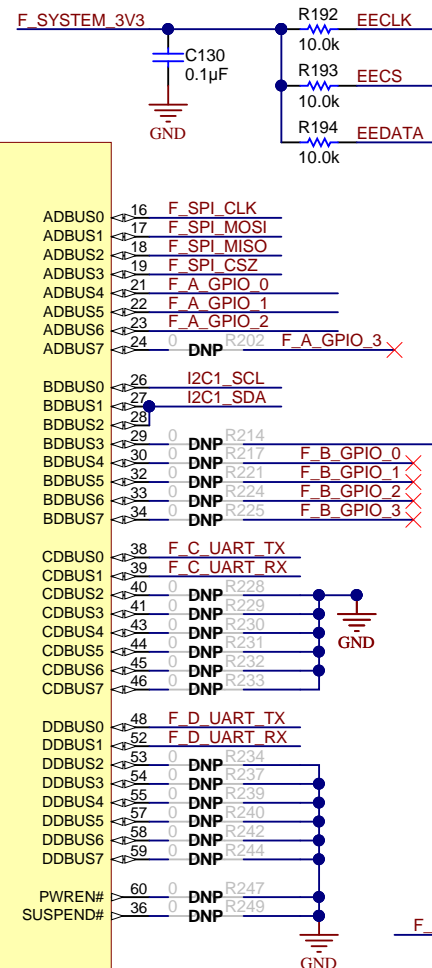 F_SYSTEM_3V3
R192
EECLK
10.0k
C130
0.1µF
GND
R193
EECS
10.0k
R194
EEDATA
10.0k
ADBUS0 16 F_SPI_CLK
ADBUS1 17 F_SPI_MOSI
ADBUS2 18 F_SPI_MISO
ADBUS3 19 F_SPI_CSZ
ADBUS4 21 F_A_GPIO_0
ADBUS5 22 F_A_GPIO_1
ADBUS6 23 F_A_GPIO_2
ADBUS7 24 0 DNP R202 F_A_GPIO_3
BDBUS0 26 I2C1_SCL
BDBUS1 27 I2C1_SDA
BDBUS2 28
BDBUS3 29 0 DNP R214
BDBUS4 30 0 DNP R217 F_B_GPIO_0
BDBUS5 32 0 DNP R221 F_B_GPIO_1
BDBUS6 33 0 DNP R224 F_B_GPIO_2
BDBUS7 34 0 DNP R225 F_B_GPIO_3
CDBUS0 38 F_C_UART_TX
CDBUS1 39 F_C_UART_RX
CDBUS2 40 0 DNP R228
CDBUS3 41 0 DNP R229
CDBUS4 43 0 DNP R230
CDBUS5 44 0 DNP R231
CDBUS6 45 0 DNP R232
CDBUS7 46 0 DNP R233
GND
DDBUS0 48 F_D_UART_TX
DDBUS1 52 F_D_UART_RX
DDBUS2 53 0 DNP R234
DDBUS3 54 0 DNP R237
DDBUS4 55 0 DNP R239
DDBUS5 57 0 DNP R240
DDBUS6 58 0 DNP R242
DDBUS7 59 0 DNP R244
PWREN# 60 0 DNP R247
SUSPEND# 36 0 DNP R249
F_
GND